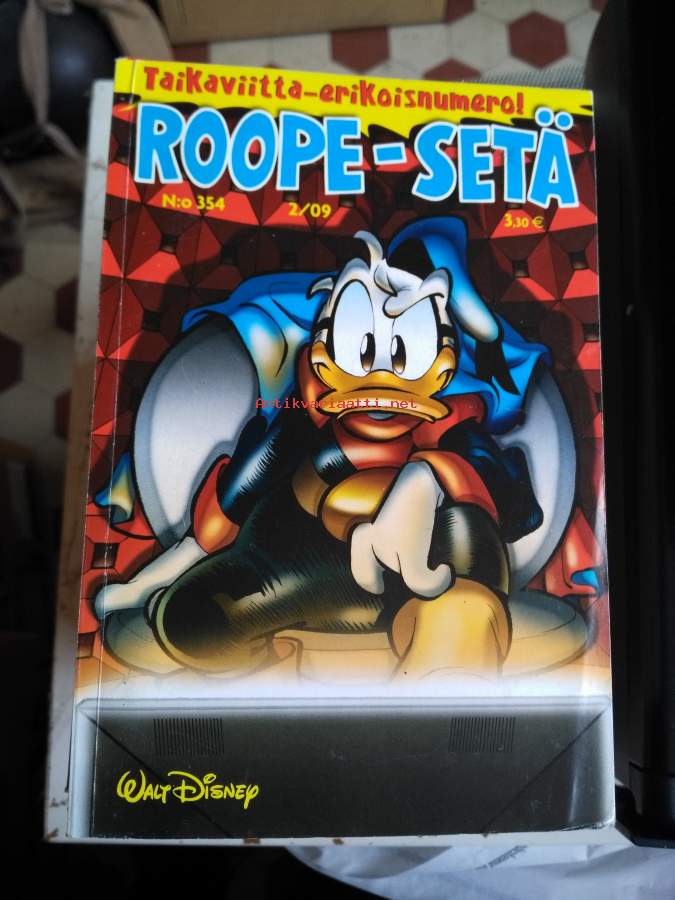 Taikaviitta-erikoisnumero!
ROOPE-SETÄ
N:o 354 2/09 3,30 €
Antikvariaatti.net
WALT DISNEY